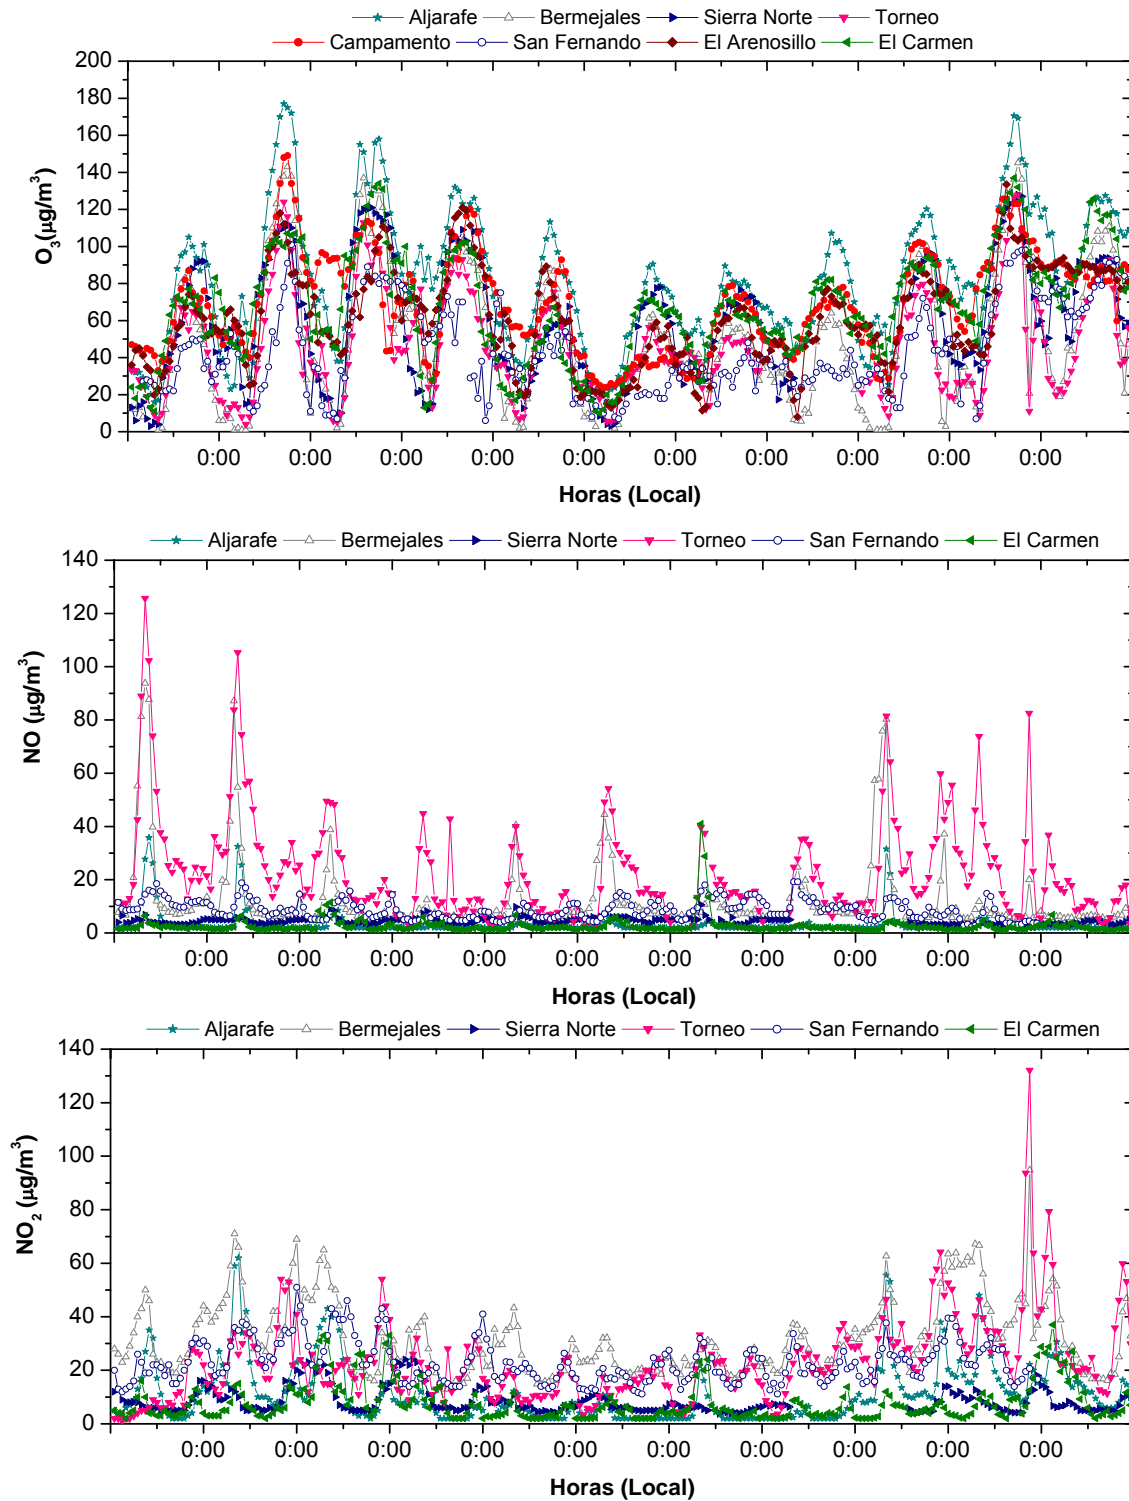 Aljarafe Bermejales Sierra Norte Torneo
Campamento San Fernando El Arenosillo El Carmen
200
180
160
140
120
100
80
60
40
20
0
O3(µg/m³)
0:00 0:00 0:00 0:00 0:00 0:00 0:00 0:00 0:00 0:00
Horas (Local)
Aljarafe Bermejales Sierra Norte Torneo San Fernando El Carmen
140
120
100
80
60
40
20
0
NO (µg/m³)
0:00 0:00 0:00 0:00 0:00 0:00 0:00 0:00 0:00 0:00
Horas (Local)
Aljarafe Bermejales Sierra Norte Torneo San Fernando El Carmen
140
120
100
80
60
40
20
0
NO2 (µg/m³)
0:00 0:00 0:00 0:00 0:00 0:00 0:00 0:00 0:00 0:00
Horas (Local)